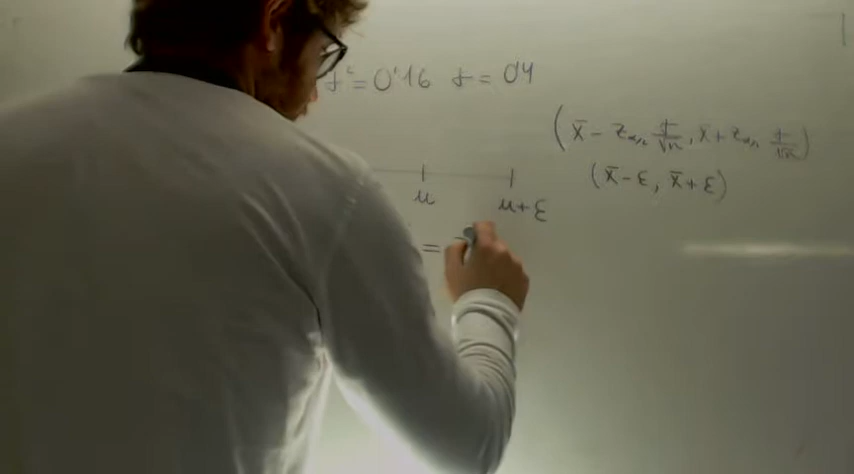 σ² = 0'16 σ = 0'4
(x̄ - z_{α/2} σ/√n, x̄ + z_{α/2} σ/√n)
(x̄ - ε, x̄ + ε)
μ μ+ε
=